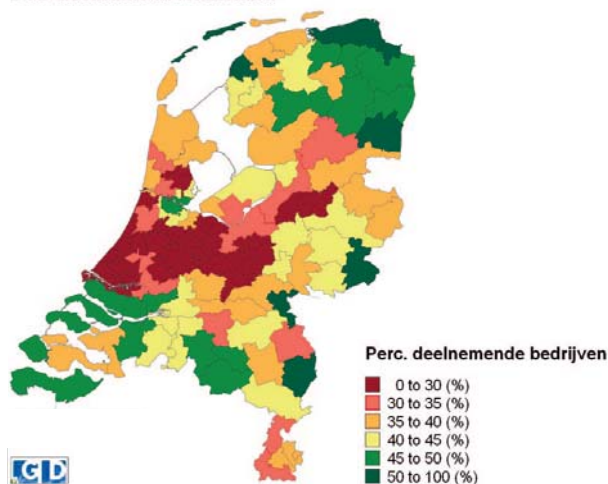 Perc. deelnemende bedrijven
0 to 30 (%)
30 to 35 (%)
35 to 40 (%)
40 to 45 (%)
45 to 50 (%)
50 to 100 (%)
GD